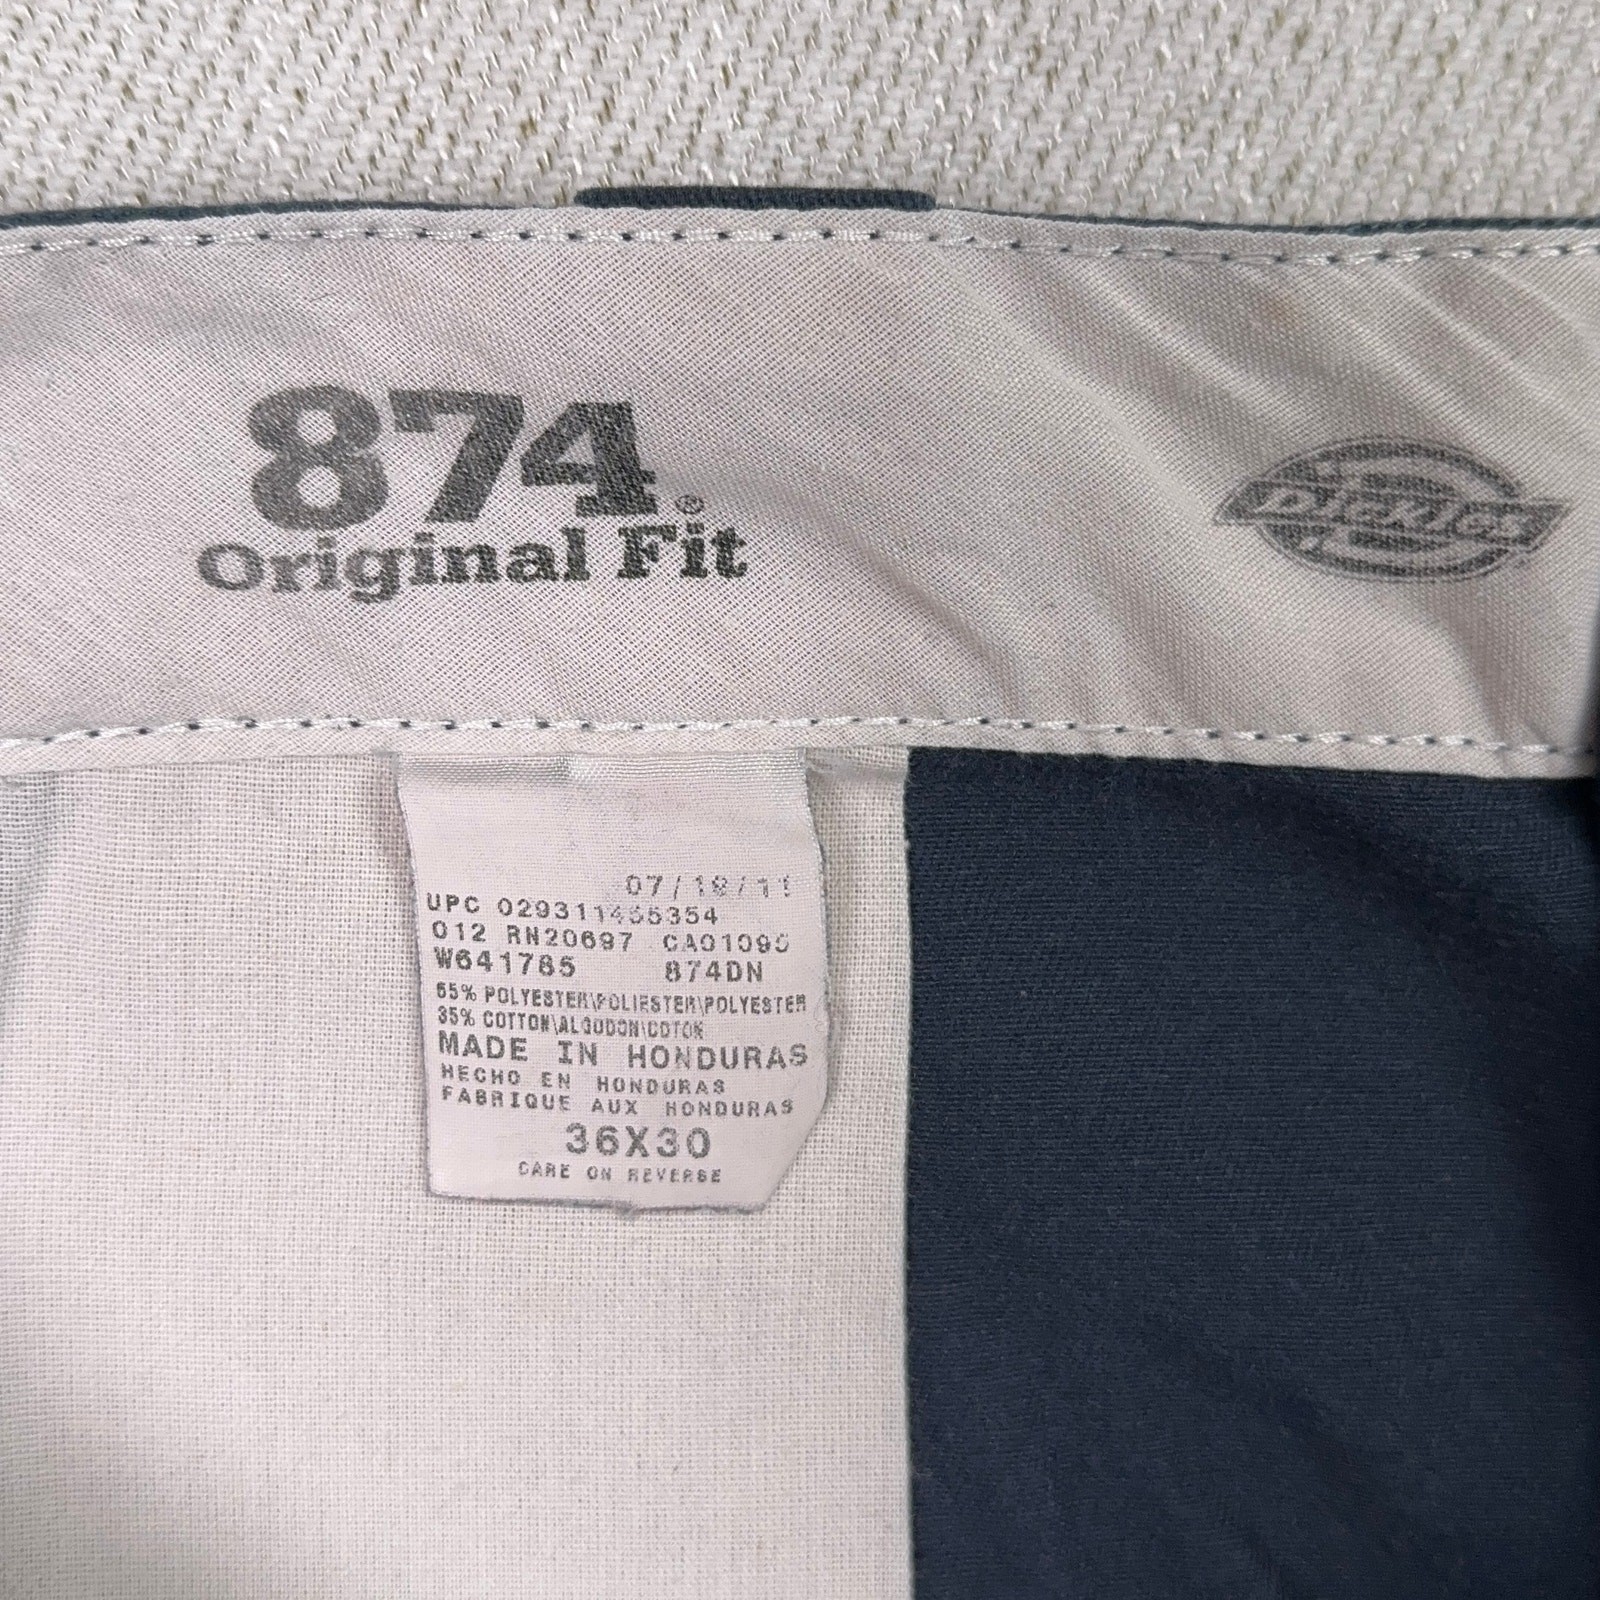 874®
Original Fit
DICKIES
07/18/11
UPC 029311455354
012 RN20697 CA01095
W641785 874DN
65% POLYESTER\POLIESTER\POLYESTER
35% COTTON\ALGODON\COTON
MADE IN HONDURAS
HECHO EN HONDURAS
FABRIQUE AUX HONDURAS
36X30
CARE ON REVERSE